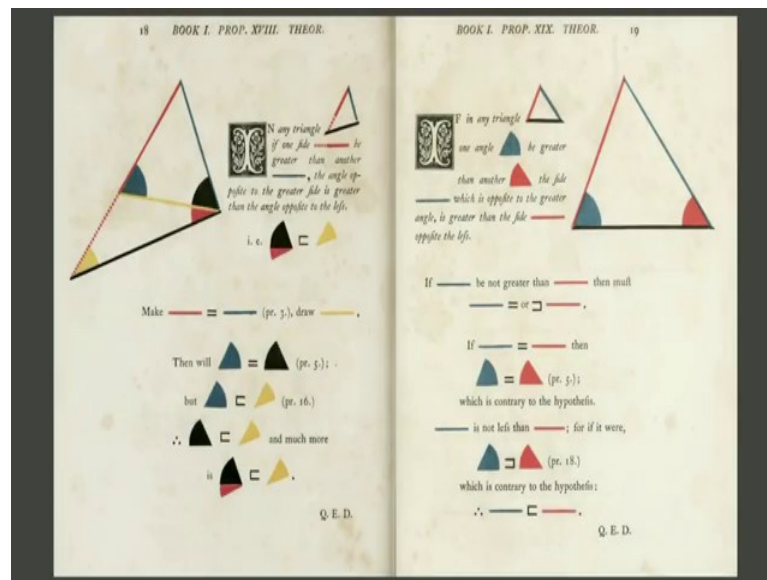 18 BOOK I. PROP. XVIII. THEOR.
IN any triangle
if one ſide be
greater than another
, the angle op-
poſite to the greater ſide is greater
than the angle oppoſite to the leſs.
i. e. ⊏
Make = (pr. 3.), draw .
Then will = (pr. 5.);
but ⊏ (pr. 16.)
∴ ⊏ and much more
is ⊏ .
Q. E. D.
BOOK I. PROP. XIX. THEOR. 19
IF in any triangle
one angle be greater
than another the ſide
which is oppoſite to the greater
angle, is greater than the ſide
oppoſite the leſs.
If be not greater than then muſt
= or ⊐ .
If = then
= (pr. 5.);
which is contrary to the hypotheſis.
is not leſs than ; for if it were,
⊐ (pr. 18.)
which is contrary to the hypotheſis:
∴ ⊏ .
Q. E. D.